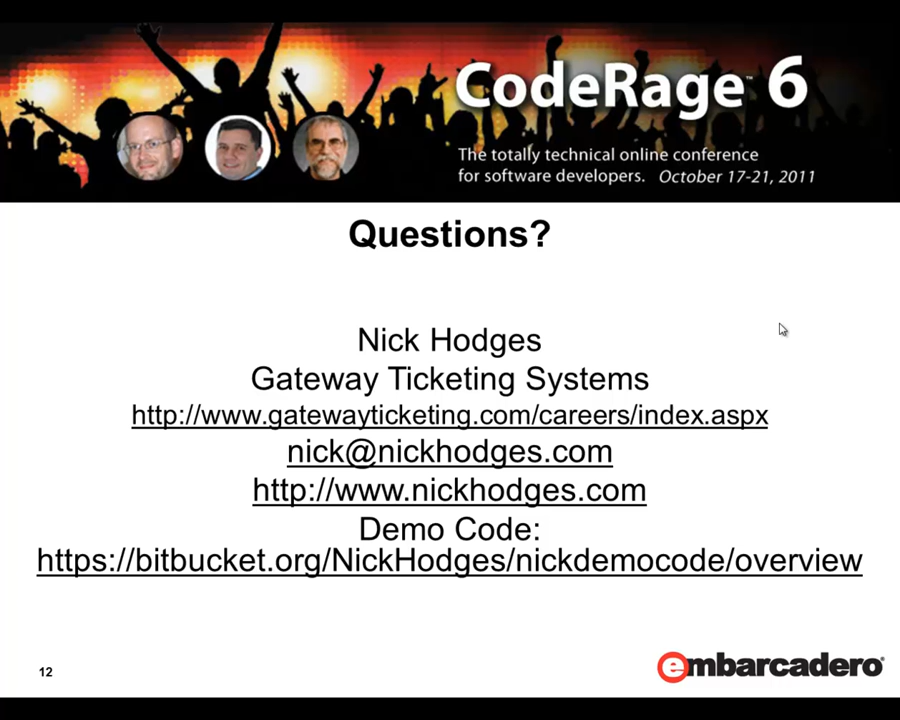 CodeRage™ 6
The totally technical online conference
for software developers. October 17-21, 2011
Questions?
Nick Hodges
Gateway Ticketing Systems
http://www.gatewayticketing.com/careers/index.aspx
nick@nickhodges.com
http://www.nickhodges.com
Demo Code:
https://bitbucket.org/NickHodges/nickdemocode/overview
12
embarcadero®